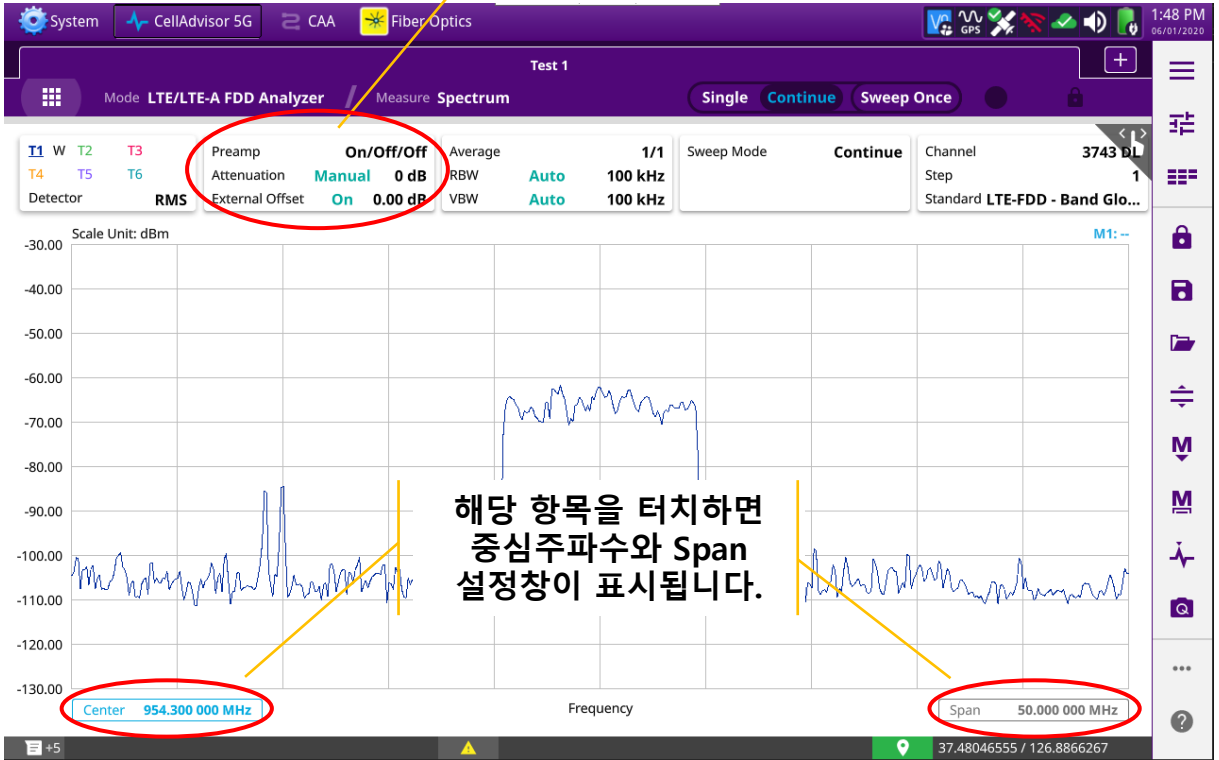 System CellAdvisor 5G CAA Fiber Optics GPS 1:48 PM
06/01/2020
Test 1
Mode LTE/LTE-A FDD Analyzer / Measure Spectrum Single Continue Sweep Once
T1 W T2 T3
T4 T5 T6
Detector RMS
Preamp On/Off/Off
Attenuation Manual 0 dB
External Offset On 0.00 dB
Average 1/1
RBW Auto 100 kHz
VBW Auto 100 kHz
Sweep Mode Continue
Channel 3743 DL
Step 1
Standard LTE-FDD - Band Glo...
Scale Unit: dBm M1: --
-30.00
-40.00
-50.00
-60.00
-70.00
-80.00
-90.00
-100.00
-110.00
-120.00
-130.00
해당 항목을 터치하면
중심주파수와 Span
설정창이 표시됩니다.
Center 954.300 000 MHz Frequency Span 50.000 000 MHz
+5 37.48046555 / 126.8866267
M
M